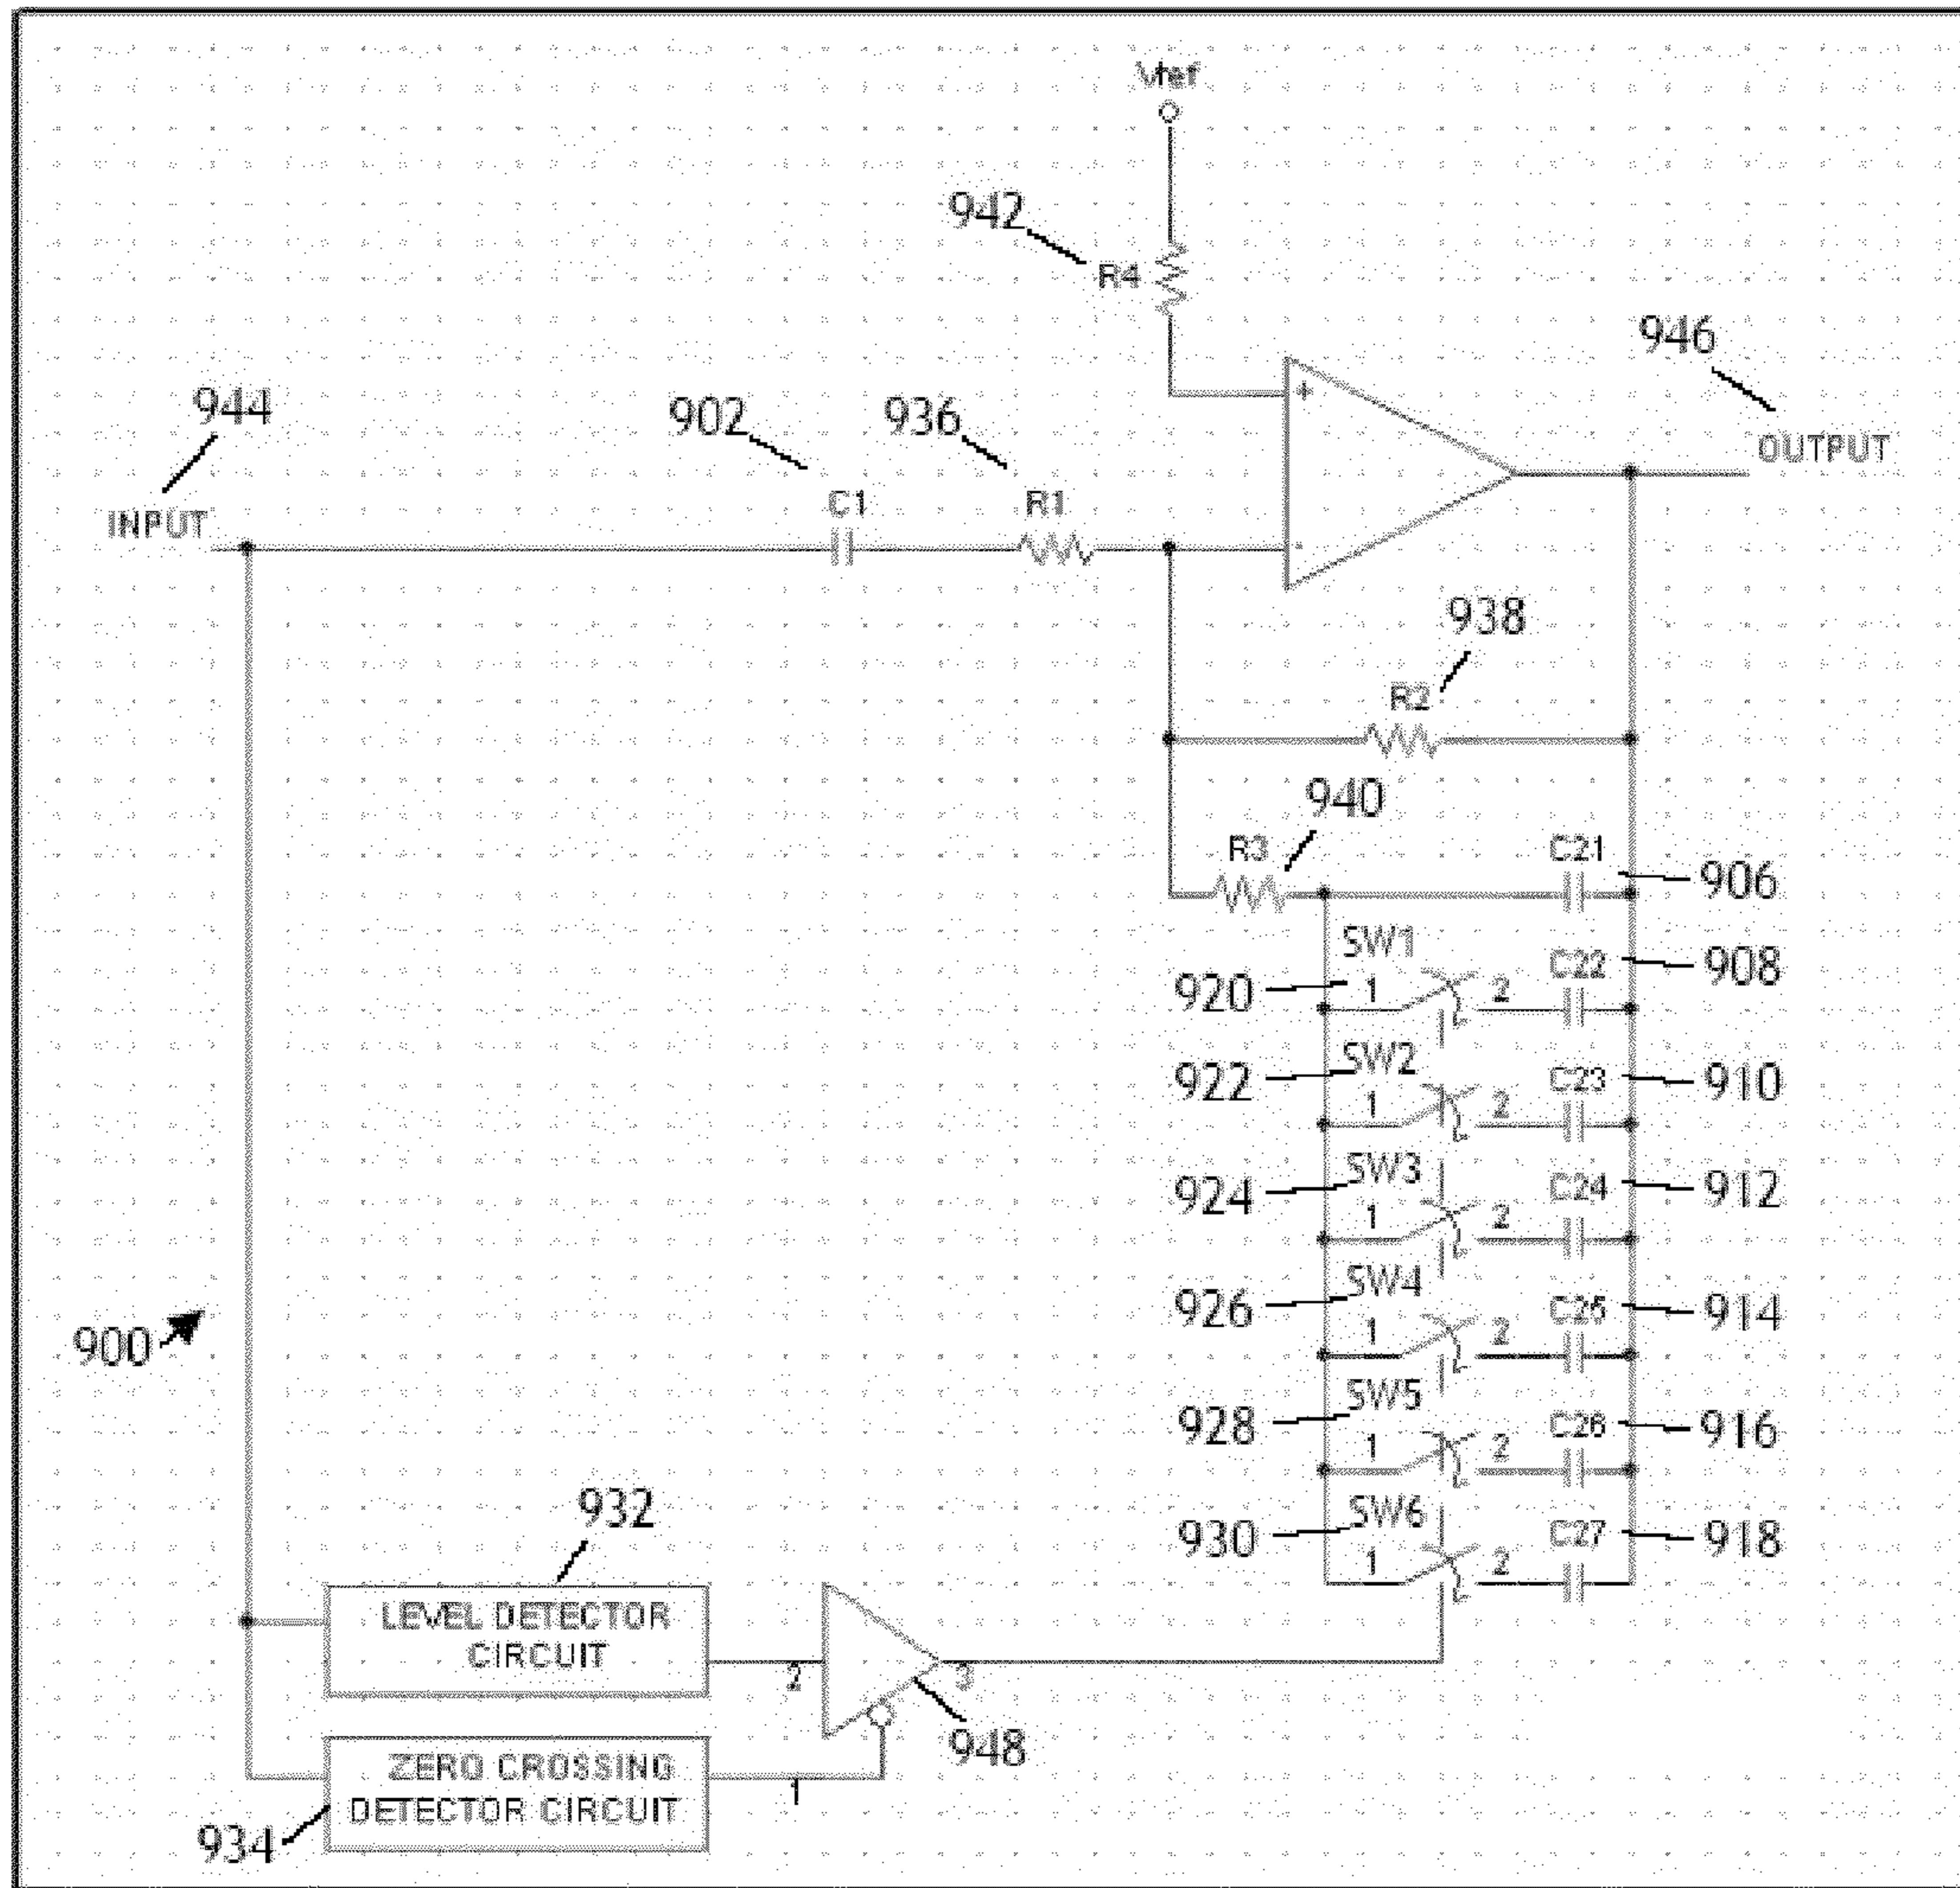 Vref
942
R4
946
944
902
936
OUTPUT
C1
R1
INPUT
+
-
938
R2
940
R3
C21
906
SW1
C22
908
920
1
2
SW2
922
C23
910
1
2
SW3
924
C24
912
1
2
SW4
926
C25
914
1
2
900
SW5
928
C26
916
1
2
932
SW6
930
C27
918
1
2
LEVEL DETECTOR
CIRCUIT
2
3
948
ZERO CROSSING
DETECTOR CIRCUIT
1
934